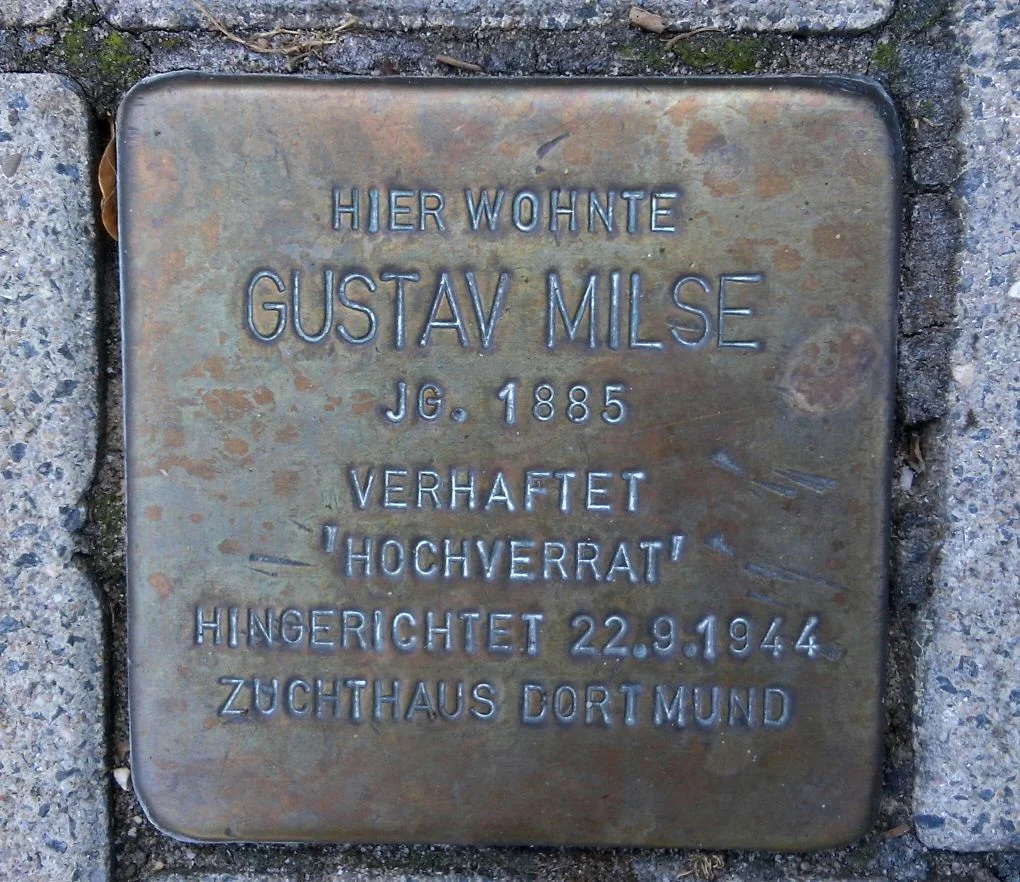 HIER WOHNTE
GUSTAV MILSE
JG. 1885
VERHAFTET
'HOCHVERRAT'
HINGERICHTET 22.9.1944
ZUCHTHAUS DORTMUND